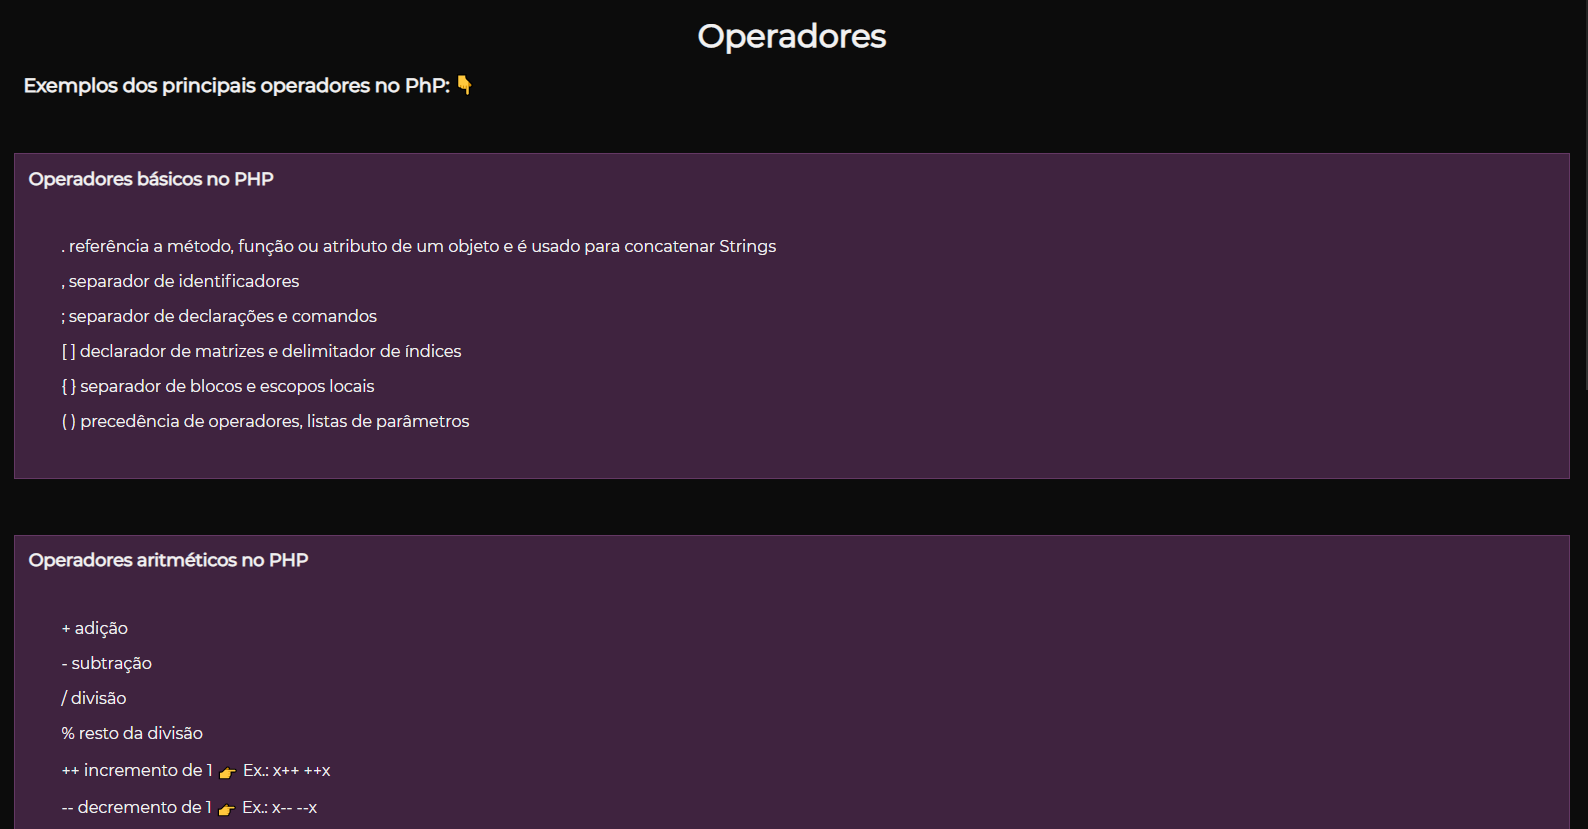 Operadores
Exemplos dos principais operadores no PhP: 👇
Operadores básicos no PHP
. referência a método, função ou atributo de um objeto e é usado para concatenar Strings
, separador de identificadores
; separador de declarações e comandos
[ ] declarador de matrizes e delimitador de índices
{ } separador de blocos e escopos locais
( ) precedência de operadores, listas de parâmetros
Operadores aritméticos no PHP
+ adição
- subtração
/ divisão
% resto da divisão
++ incremento de 1 👉 Ex.: x++ ++x
-- decremento de 1 👉 Ex.: x-- --x